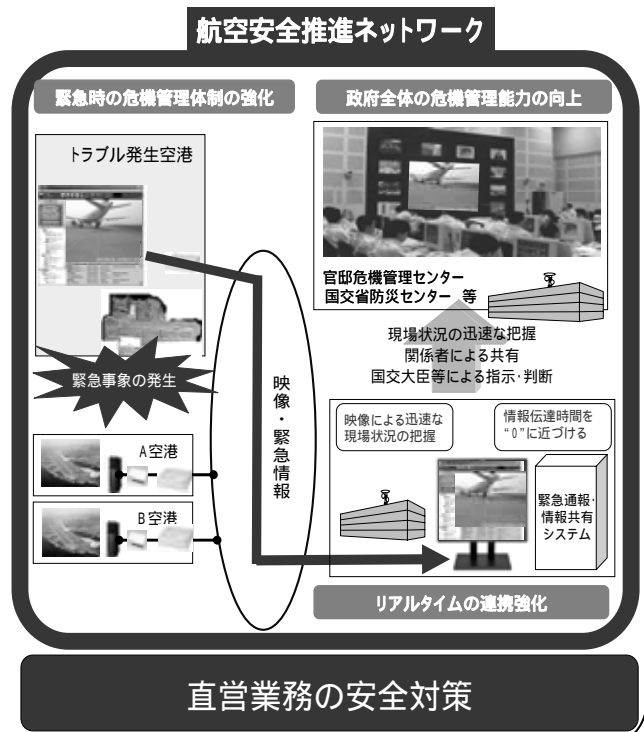 航空安全推進ネットワーク
緊急時の危機管理体制の強化
政府全体の危機管理能力の向上
トラブル発生空港
官邸危機管理センター
国交省防災センター 等
現場状況の迅速な把握
関係者による共有
国交大臣等による指示・判断
緊急事象の発生
映像・緊急情報
A空港
B空港
映像による迅速な
現場状況の把握
情報伝達時間を
“0”に近づける
緊急通報・
情報共有
システム
リアルタイムの連携強化
直営業務の安全対策